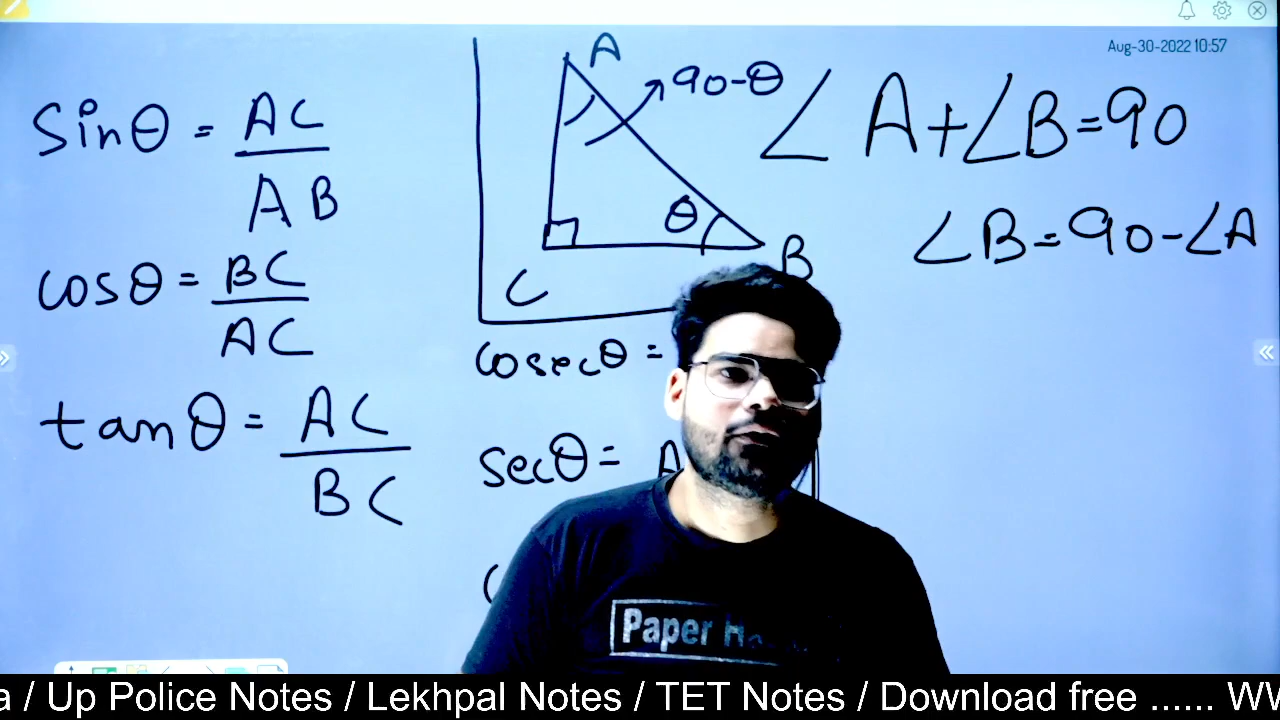 Aug-30-2022 10:57
Sinθ = AC/AB
cosθ = BC/AC
tanθ = AC/BC
A
90-θ
θ
B
C
∠A+∠B=90
∠B=90-∠A
cosecθ =
secθ = A
Paper
/ Up Police Notes / Lekhpal Notes / TET Notes / Download free ......